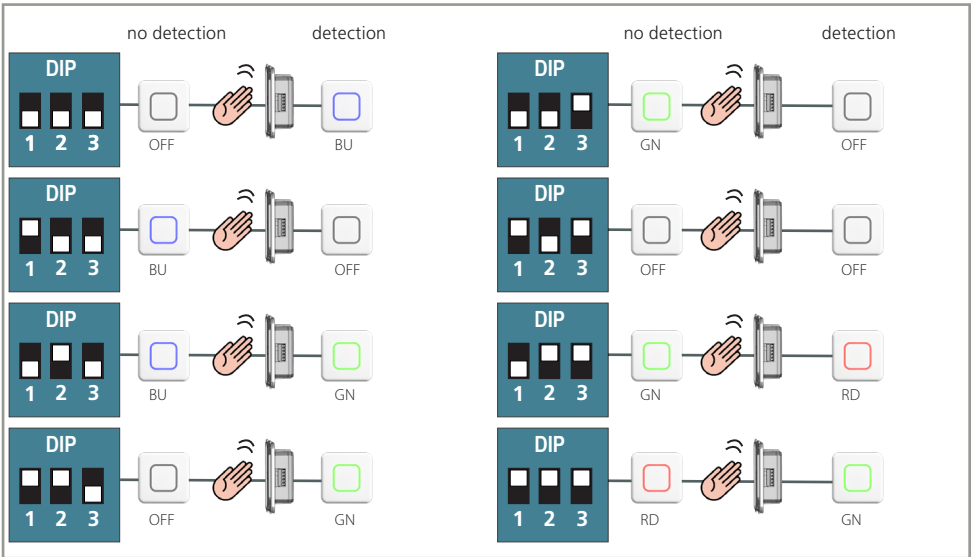 no detection detection
DIP
1 2 3
OFF BU
DIP
1 2 3
BU OFF
DIP
1 2 3
BU GN
DIP
1 2 3
OFF GN
no detection detection
DIP
1 2 3
GN OFF
DIP
1 2 3
OFF OFF
DIP
1 2 3
GN RD
DIP
1 2 3
RD GN